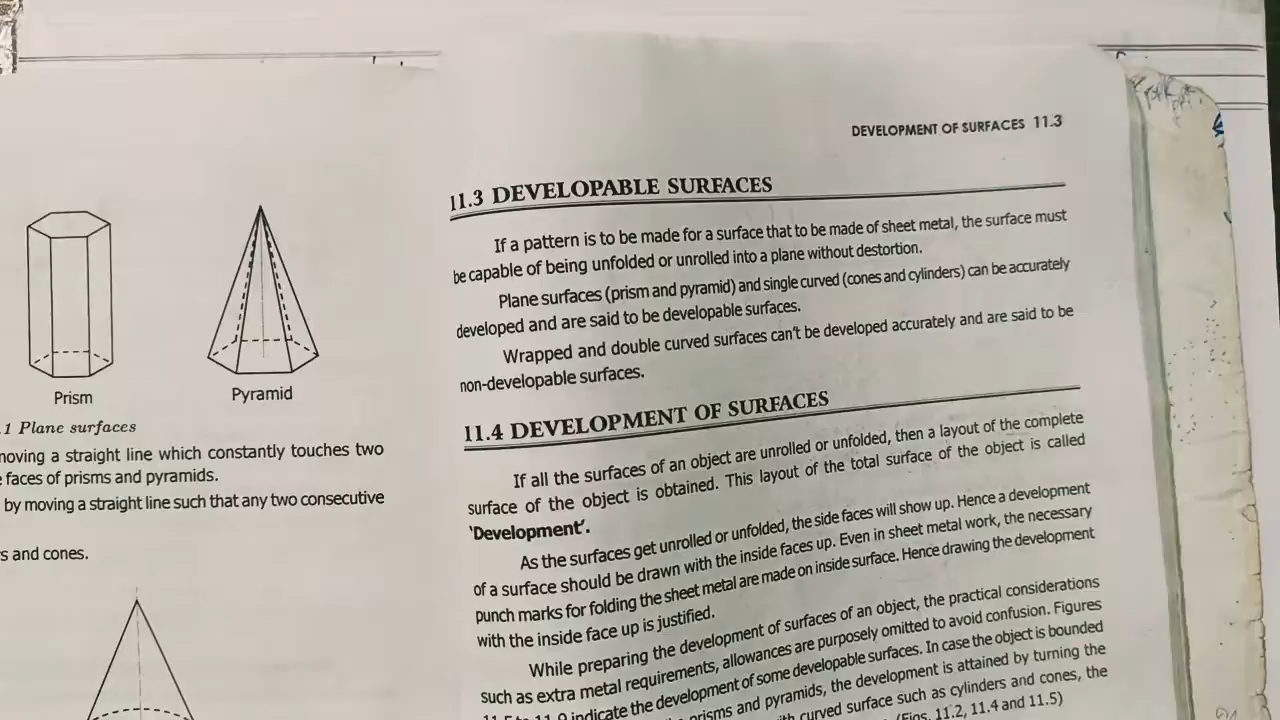 Prism
Pyramid
.1 Plane surfaces
moving a straight line which constantly touches two
faces of prisms and pyramids.
by moving a straight line such that any two consecutive
s and cones.
DEVELOPMENT OF SURFACES 11.3
11.3 DEVELOPABLE SURFACES
If a pattern is to be made for a surface that to be made of sheet metal, the surface must
be capable of being unfolded or unrolled into a plane without destortion.
Plane surfaces (prism and pyramid) and single curved (cones and cylinders) can be accurately
developed and are said to be developable surfaces.
Wrapped and double curved surfaces can't be developed accurately and are said to be
non-developable surfaces.
11.4 DEVELOPMENT OF SURFACES
If all the surfaces of an object are unrolled or unfolded, then a layout of the complete
surface of the object is obtained. This layout of the total surface of the object is called
'Development'.
As the surfaces get unrolled or unfolded, the side faces will show up. Hence a development
of a surface should be drawn with the inside faces up. Even in sheet metal work, the necessary
punch marks for folding the sheet metal are made on inside surface. Hence drawing the development
with the inside face up is justified.
While preparing the development of surfaces of an object, the practical considerations
such as extra metal requirements, allowances are purposely omitted to avoid confusion. Figures
indicate the development of some developable surfaces. In case the object is bounded
prisms and pyramids, the development is attained by turning the
curved surface such as cylinders and cones, the
(Figs. 11.2, 11.4 and 11.5)